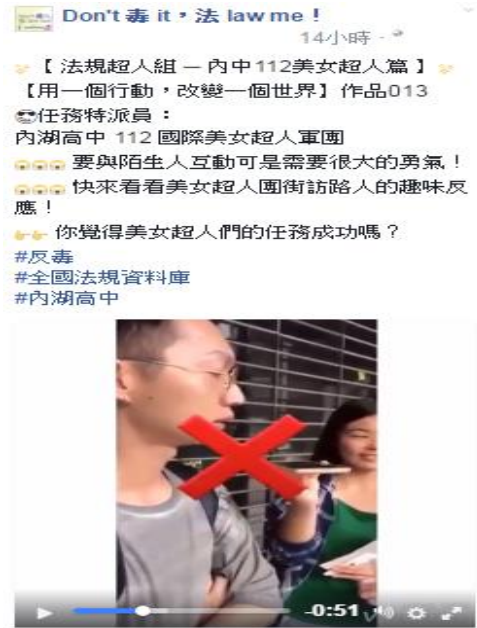 Don't 毒 it，法 law me！
14小時 ·
【 法規超人組 — 內中112美女超人篇 】
【用一個行動，改變一個世界】作品013
任務特派員：
內湖高中 112 國際美女超人軍團
要與陌生人互動可是需要很大的勇氣！
快來看看美女超人團街訪路人的趣味反
應！
你覺得美女超人們的任務成功嗎？
#反毒
#全國法規資料庫
#內湖高中
-0:51